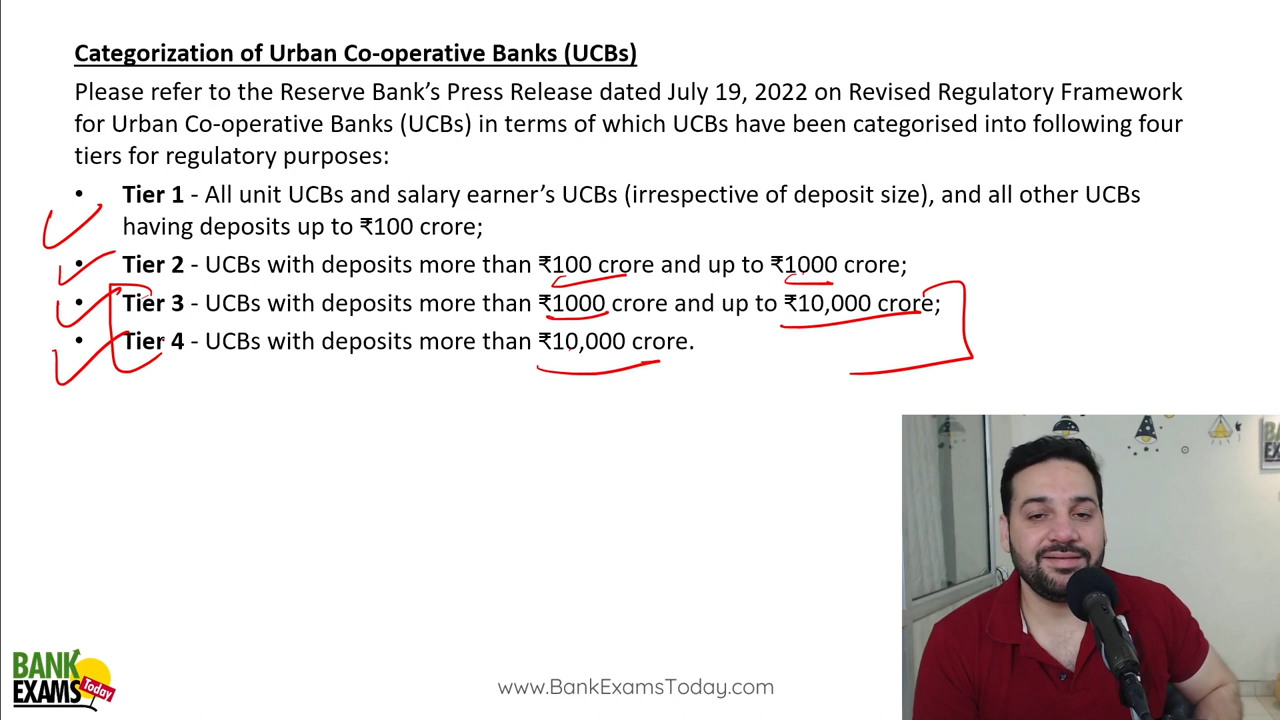 Categorization of Urban Co-operative Banks (UCBs)
Please refer to the Reserve Bank's Press Release dated July 19, 2022 on Revised Regulatory Framework
for Urban Co-operative Banks (UCBs) in terms of which UCBs have been categorised into following four
tiers for regulatory purposes:
• Tier 1 - All unit UCBs and salary earner's UCBs (irrespective of deposit size), and all other UCBs
having deposits up to ₹100 crore;
• Tier 2 - UCBs with deposits more than ₹100 crore and up to ₹1000 crore;
• Tier 3 - UCBs with deposits more than ₹1000 crore and up to ₹10,000 crore;
• Tier 4 - UCBs with deposits more than ₹10,000 crore.
BANK
EXAMS
Today
www.BankExamsToday.com